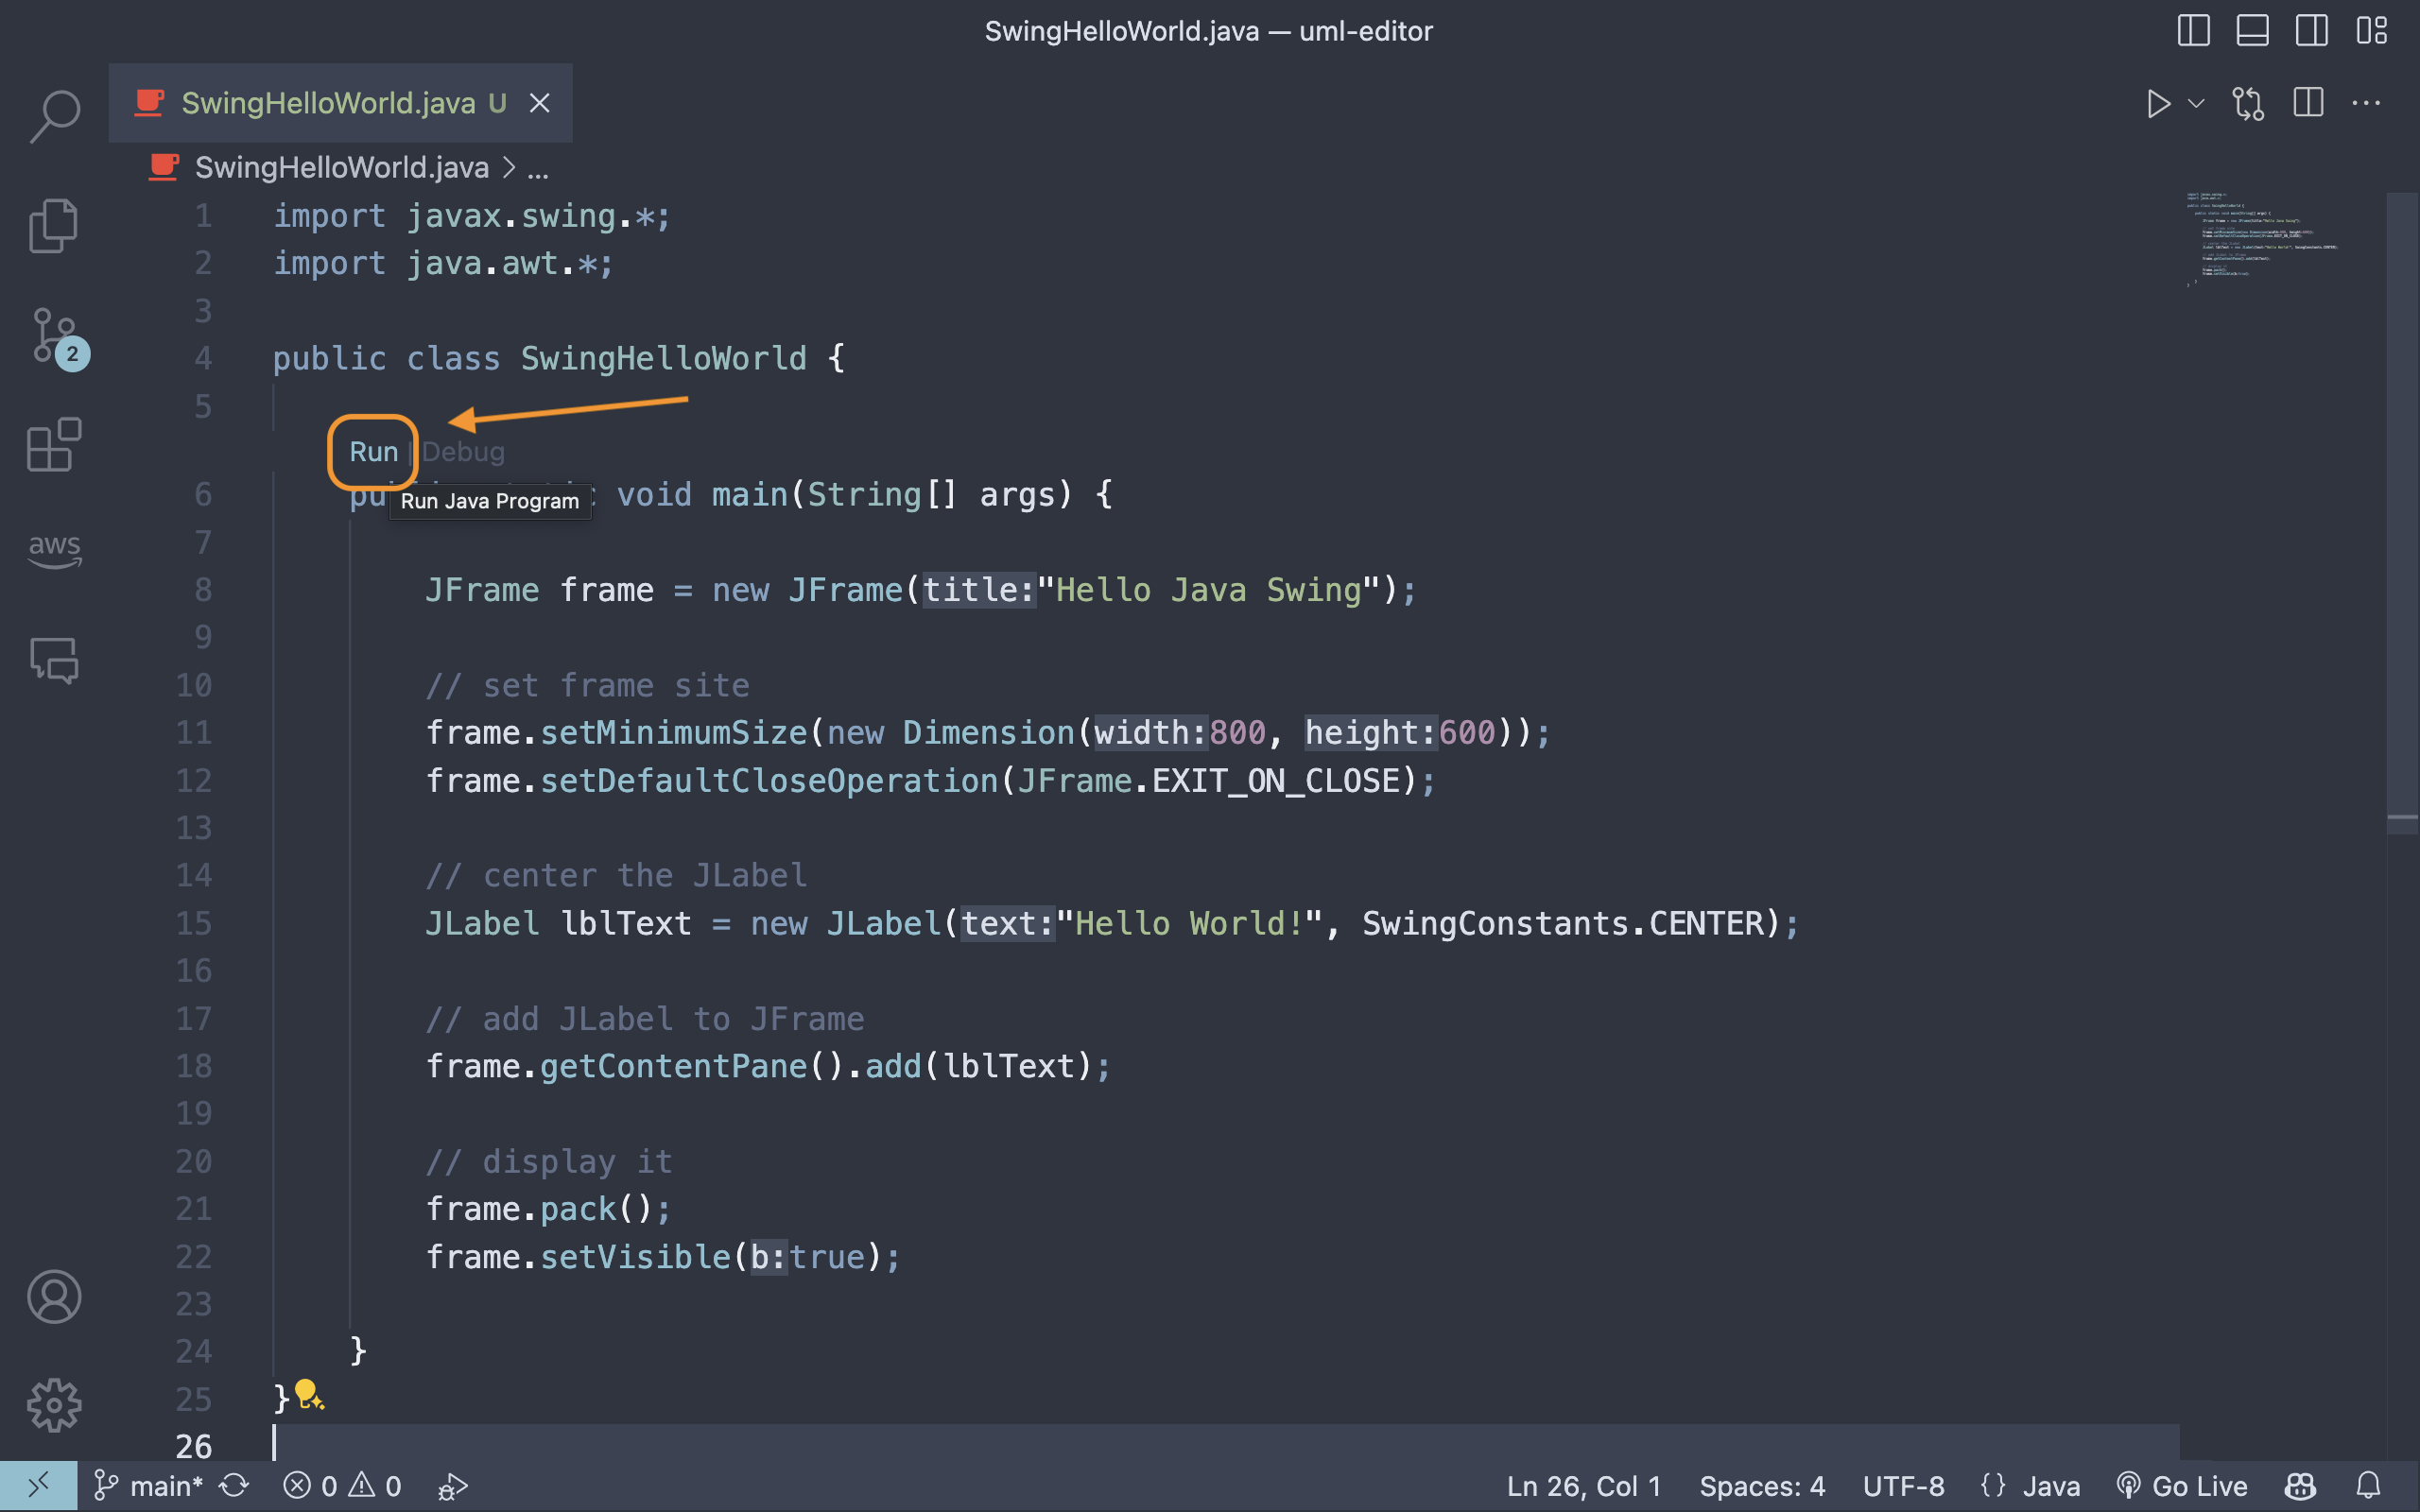 SwingHelloWorld.java — uml-editor
SwingHelloWorld.java U
SwingHelloWorld.java > ...
1 import javax.swing.*;
2 import java.awt.*;
3
4 public class SwingHelloWorld {
5
Run | Debug
Run Java Program
6 pu c void main(String[] args) {
7
8 JFrame frame = new JFrame(title:"Hello Java Swing");
9
10 // set frame site
11 frame.setMinimumSize(new Dimension(width:800, height:600));
12 frame.setDefaultCloseOperation(JFrame.EXIT_ON_CLOSE);
13
14 // center the JLabel
15 JLabel lblText = new JLabel(text:"Hello World!", SwingConstants.CENTER);
16
17 // add JLabel to JFrame
18 frame.getContentPane().add(lblText);
19
20 // display it
21 frame.pack();
22 frame.setVisible(b:true);
23
24 }
25 }
26
2
aws
main* 0 0 Ln 26, Col 1 Spaces: 4 UTF-8 {} Java Go Live